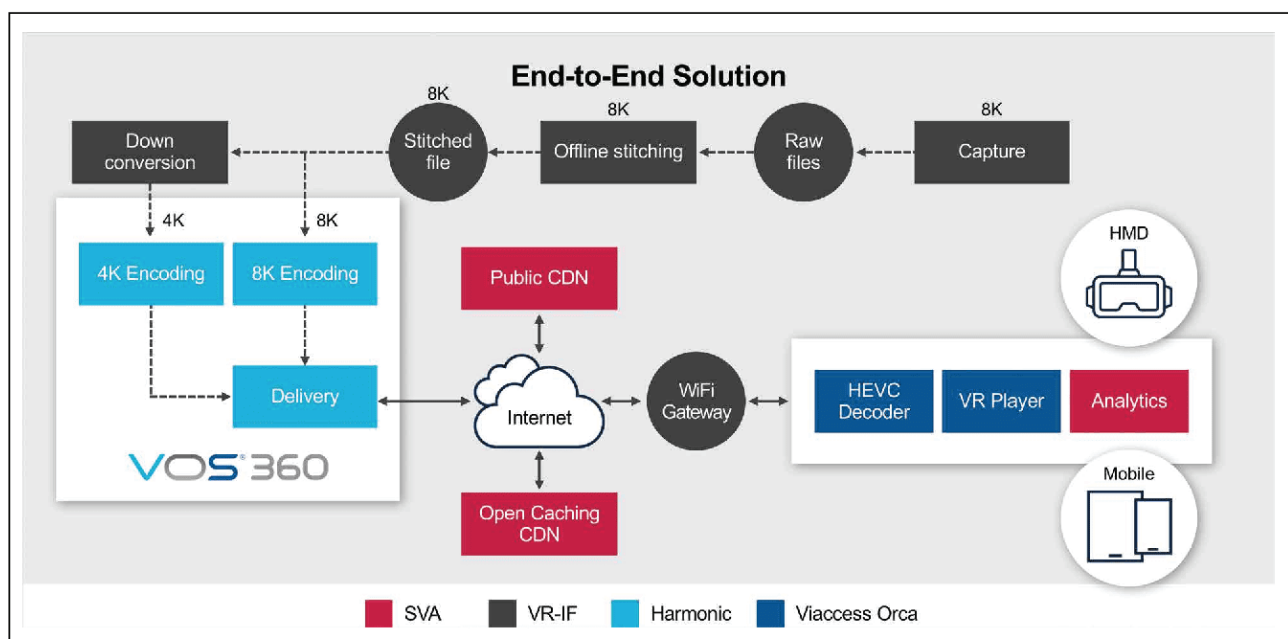 End-to-End Solution
8K
8K
8K
Down
conversion
Stitched
file
Offline stitching
Raw
files
Capture
4K
8K
4K Encoding
8K Encoding
Delivery
VOS® 360
Public CDN
Internet
Open Caching
CDN
WiFi
Gateway
HMD
HEVC
Decoder
VR Player
Analytics
Mobile
SVA
VR-IF
Harmonic
Viaccess Orca